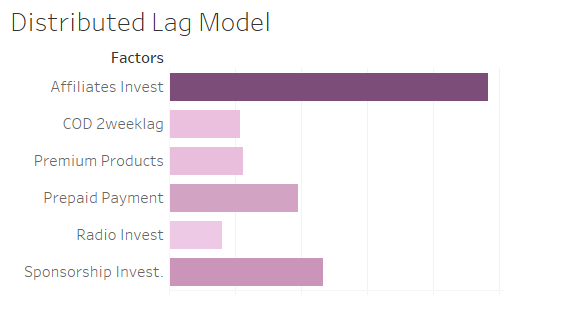 Distributed Lag Model
Factors
Affiliates Invest
COD 2weeklag
Premium Products
Prepaid Payment
Radio Invest
Sponsorship Invest.